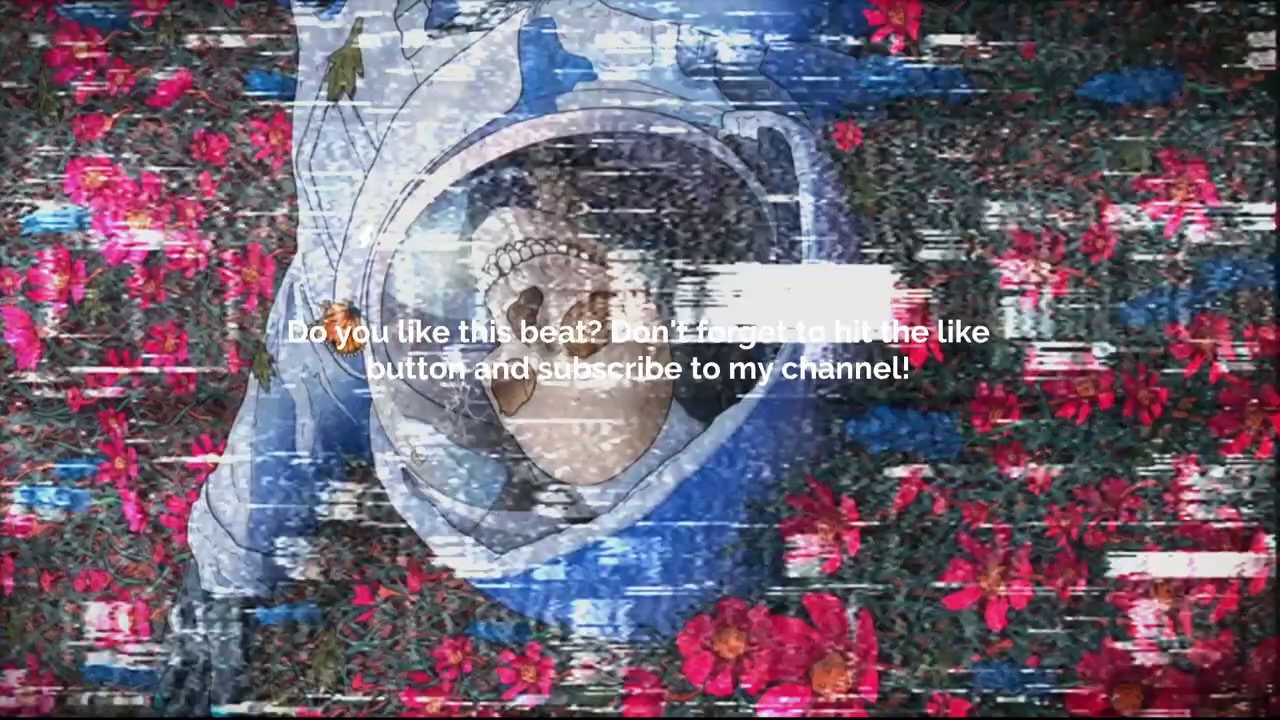 Do you like this beat? Don't forget to hit the like
button and subscribe to my channel!